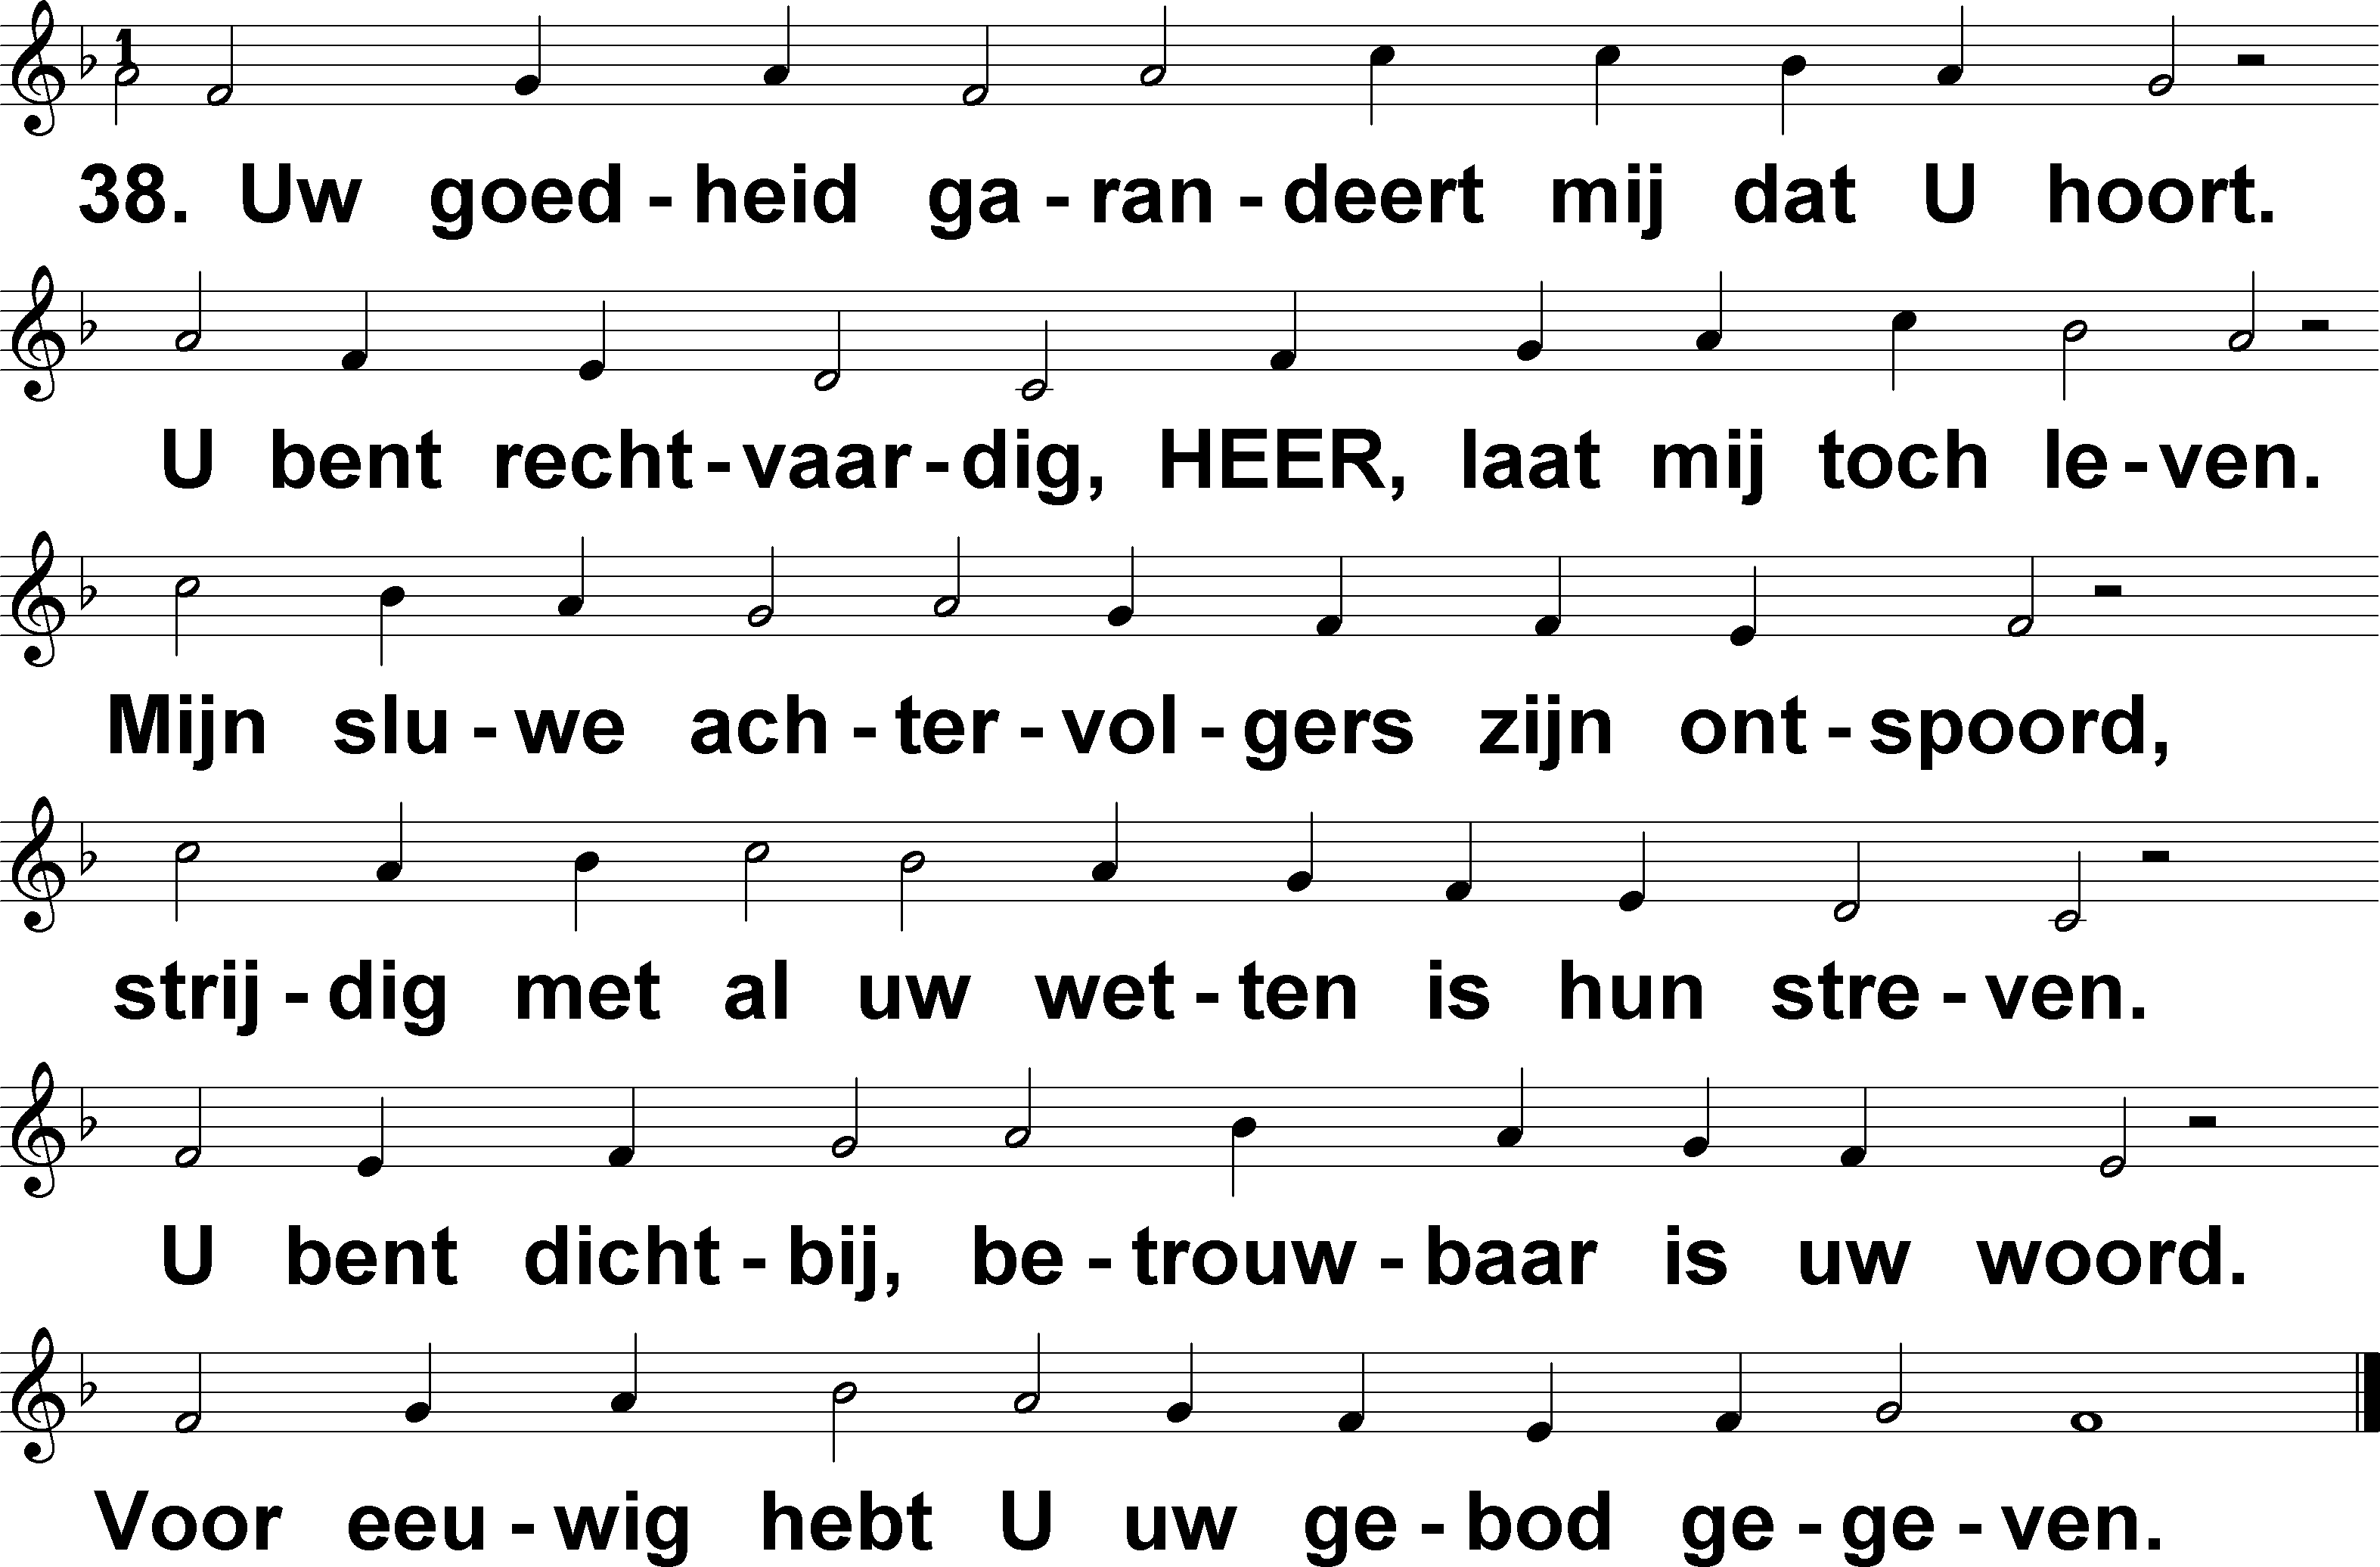 1
38. Uw goed - heid ga - ran - deert mij dat U hoort.
U bent recht - vaar - dig, HEER, laat mij toch le - ven.
Mijn slu - we ach - ter - vol - gers zijn ont - spoord,
strij - dig met al uw wet - ten is hun stre - ven.
U bent dicht - bij, be - trouw - baar is uw woord.
Voor eeu - wig hebt U uw ge - bod ge - ge - ven.